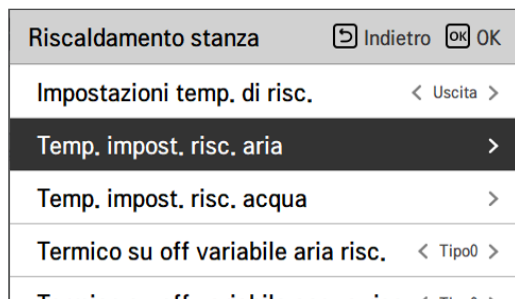 Riscaldamento stanza Indietro OK OK
Impostazioni temp. di risc. < Uscita >
Temp. impost. risc. aria >
Temp. impost. risc. acqua >
Termico su off variabile aria risc. < Tipo0 >